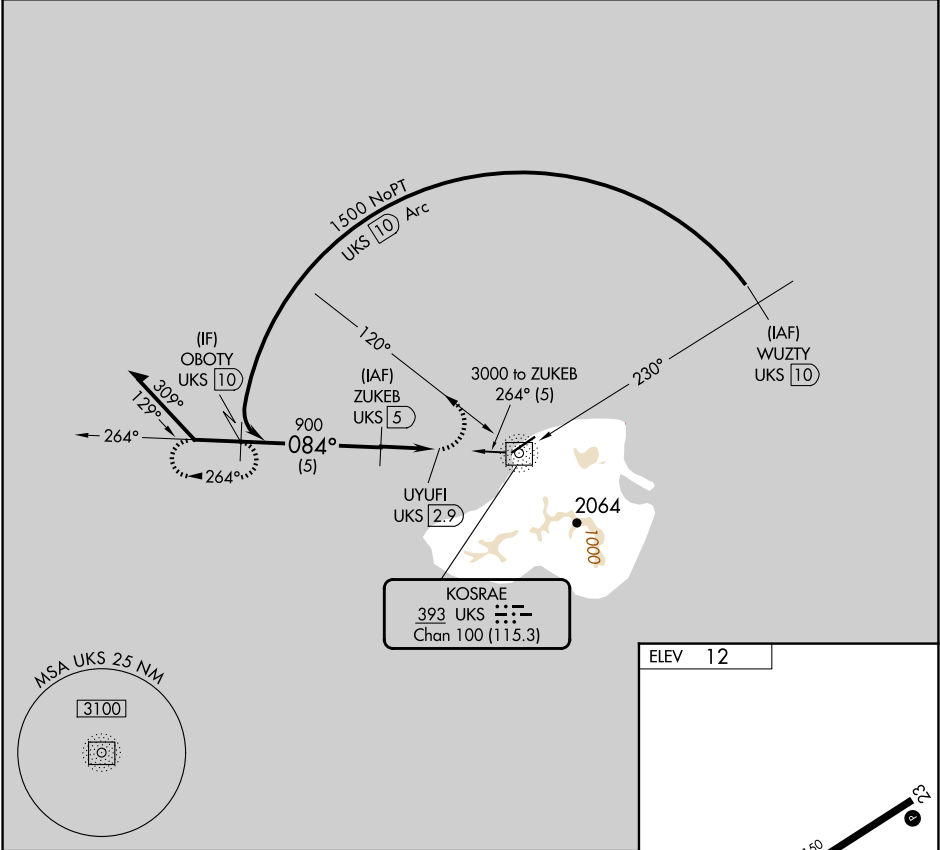 1500 NoPT
UKS 10 Arc
(IF)
OBOTY
UKS 10
120°
(IAF)
ZUKEB
UKS 5
3000 to ZUKEB
264° (5)
230°
(IAF)
WUZTY
UKS 10
309°
129°
264°
900
084°
(5)
264°
UYUFI
UKS 2.9
2064
1000
KOSRAE
393 UKS
Chan 100 (115.3)
MSA UKS 25 NM
3100
ELEV 12
23
P